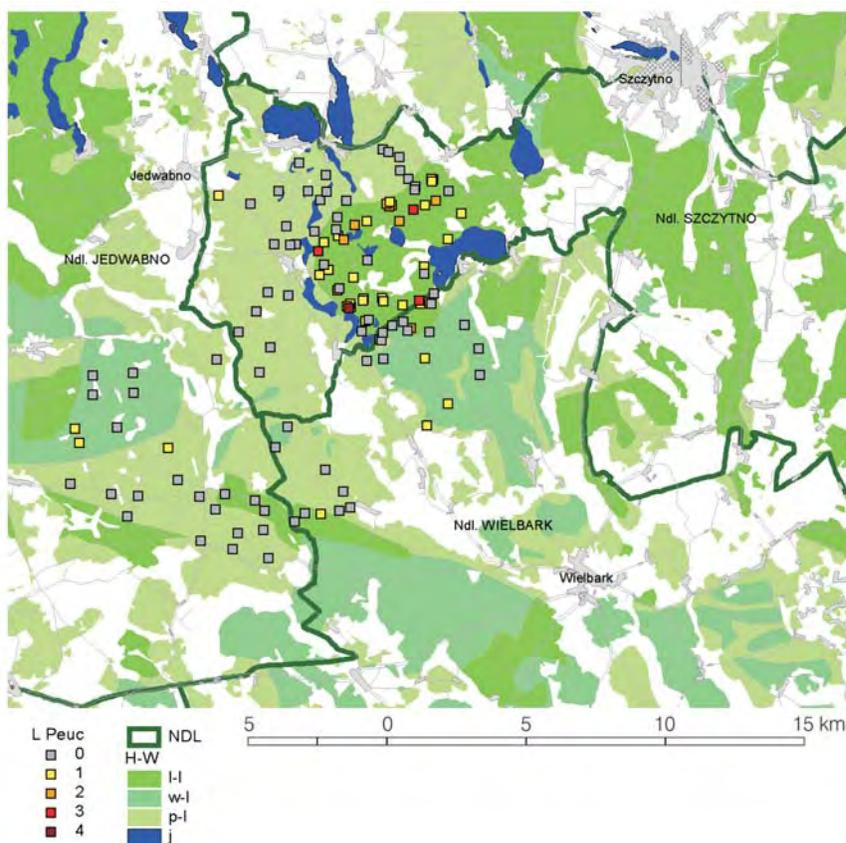 Szczytno
Jedwabno
Ndl. SZCZYTNO
Ndl. JEDWABNO
Ndl. WIELBARK
Wielbark
5 0 5 10 15 km
L Peuc
0
1
2
3
4
NDL
H-W
l-l
w-l
p-l
j